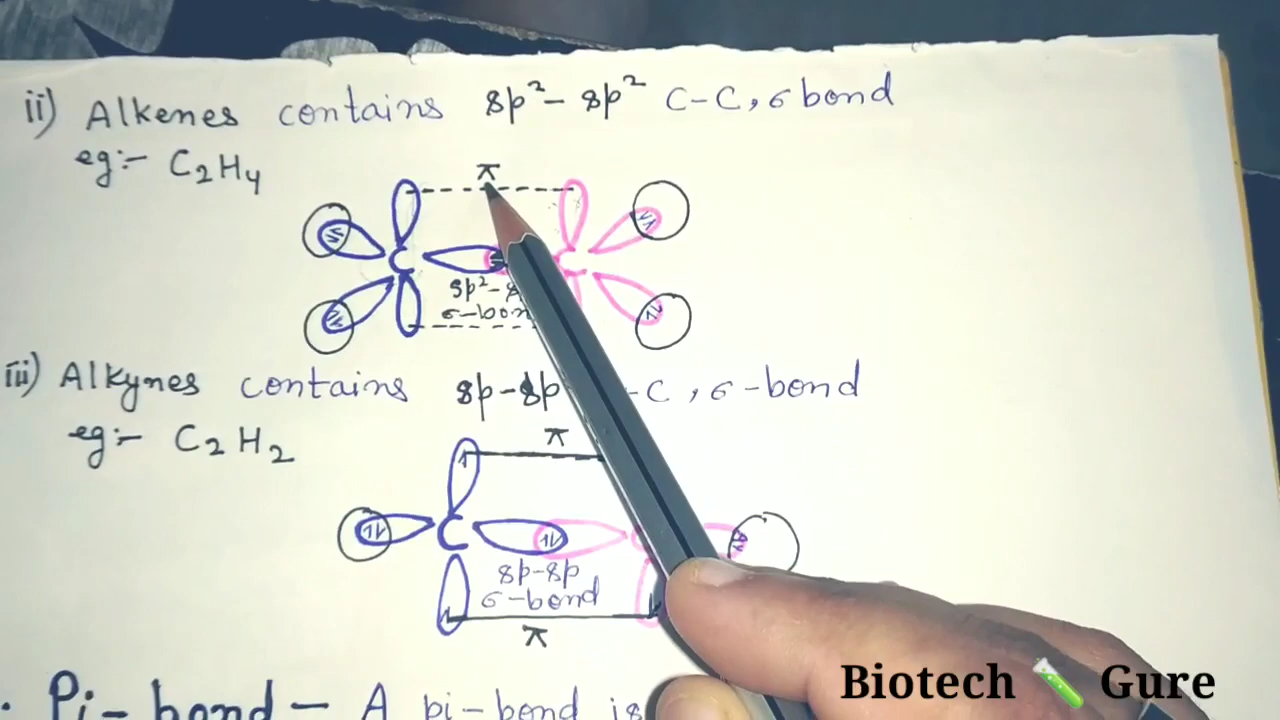 ii) Alkenes contains sp²- sp² C-C, σ bond
eg:- C₂H₄
π
C
sp²-
σ-bon
iii) Alkynes contains sp-sp -C, σ-bond
eg:- C₂H₂
π
C
sp-sp
σ-bond
π
Pi-bond - A pi-bond is
Biotech Gure